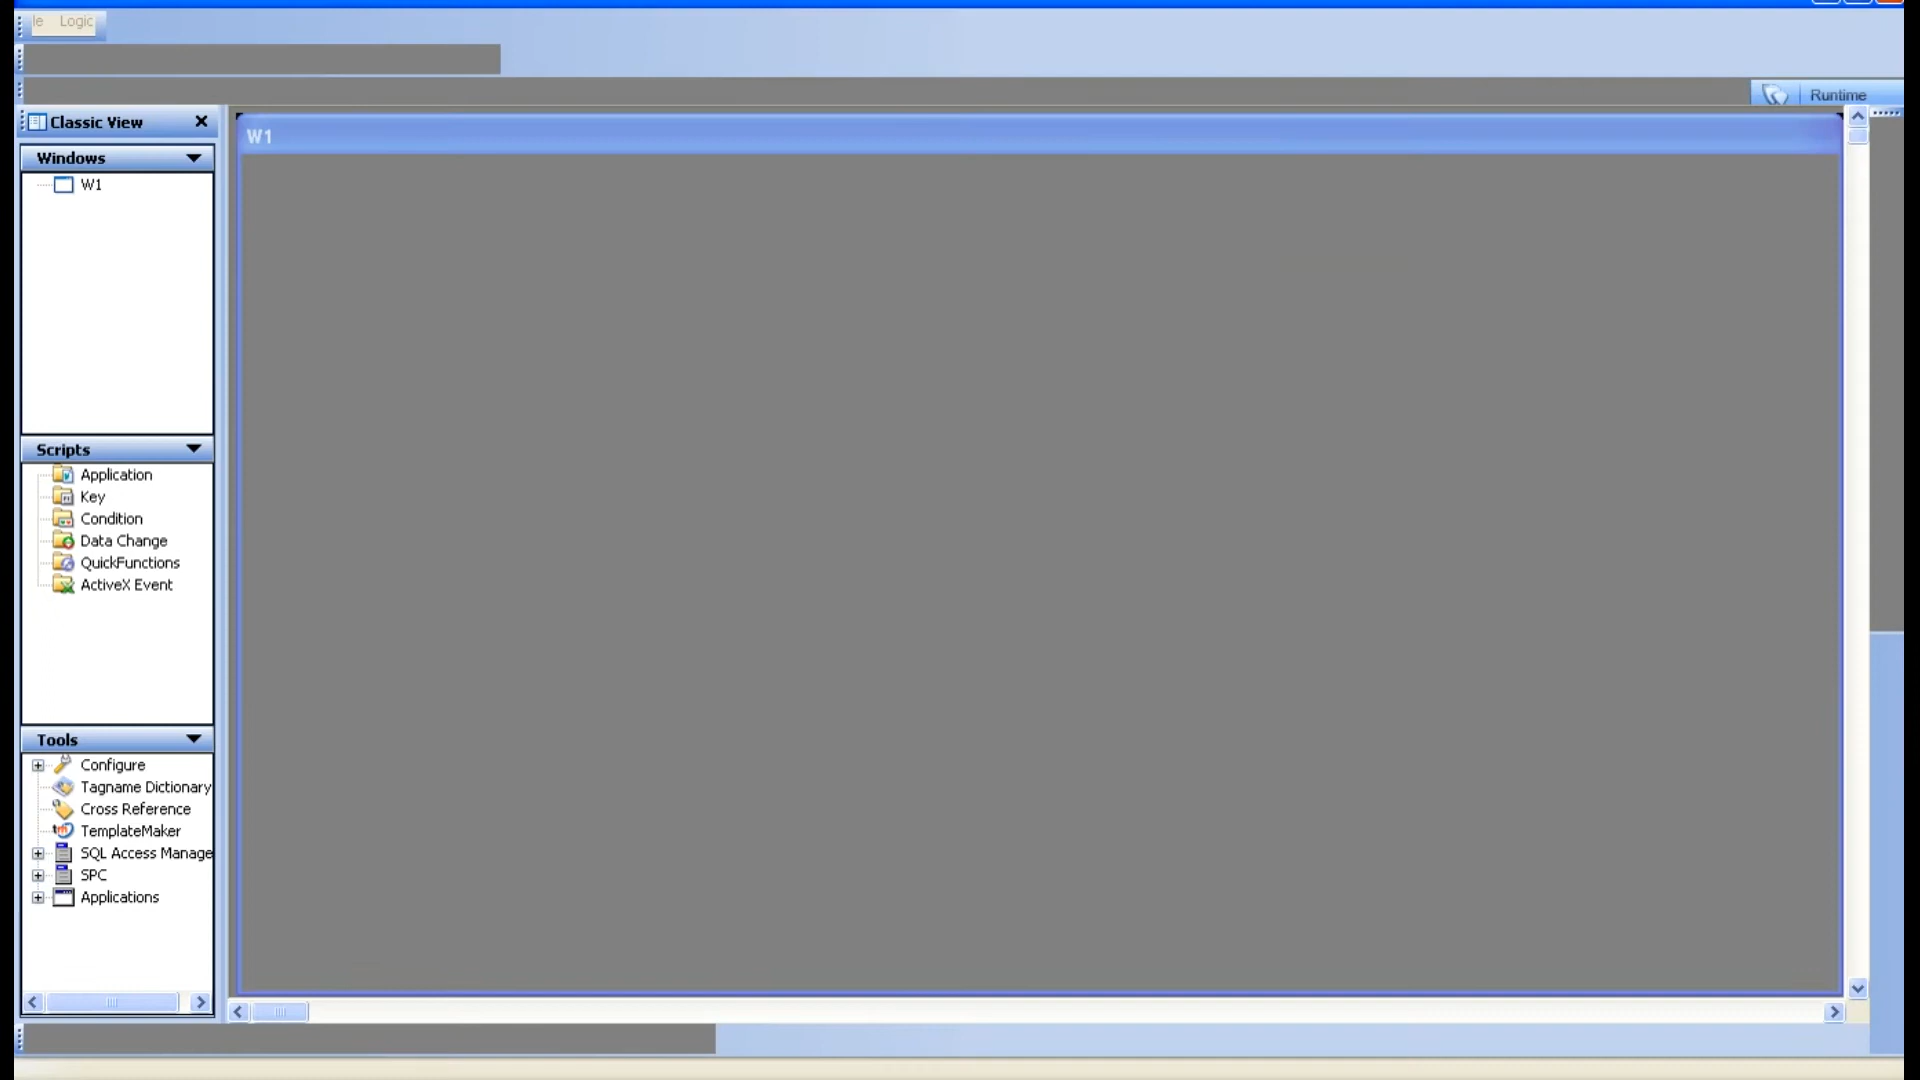 le Logic
Runtime
Classic View
W1
Windows
W1
Scripts
Application
Key
Condition
Data Change
QuickFunctions
ActiveX Event
Tools
Configure
Tagname Dictionary
Cross Reference
TemplateMaker
SQL Access Manage
SPC
Applications